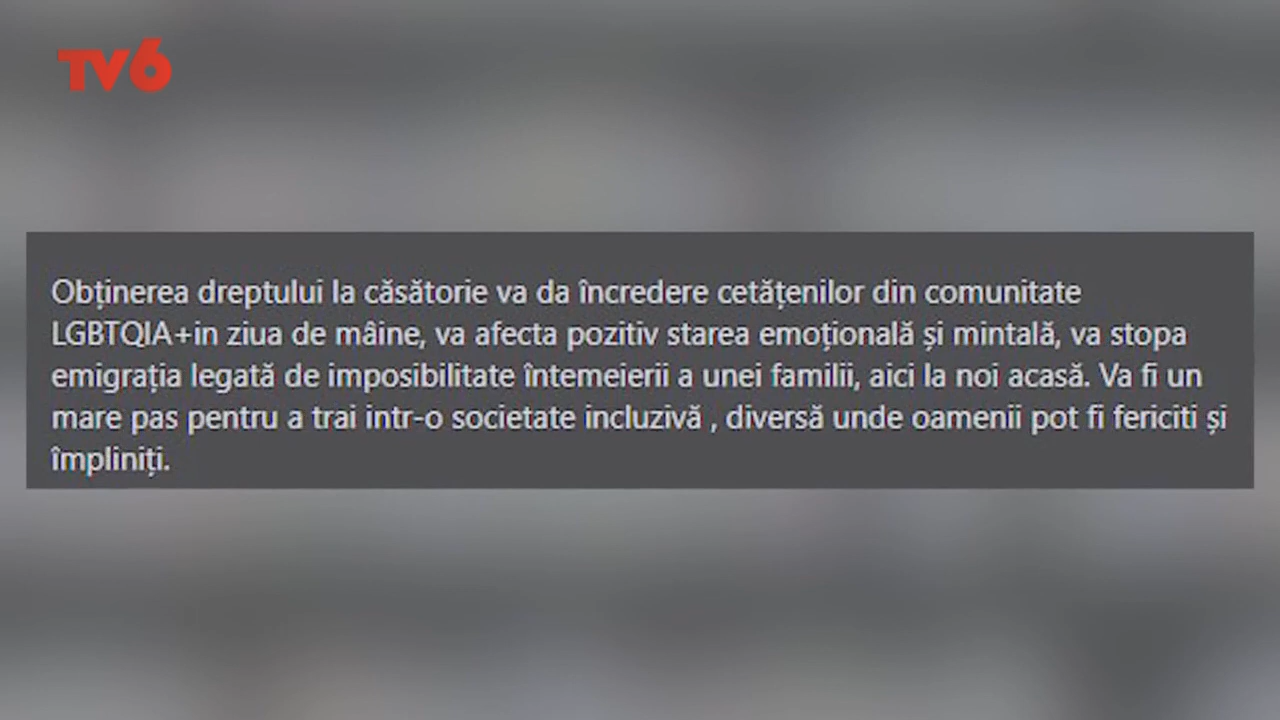 TV6
Obținerea dreptului la căsătorie va da încredere cetățenilor din comunitate
LGBTQIA+in ziua de mâine, va afecta pozitiv starea emoțională și mintală, va stopa
emigrația legată de imposibilitate întemeierii a unei familii, aici la noi acasă. Va fi un
mare pas pentru a trai intr-o societate incluzivă , diversă unde oamenii pot fi fericiti și
împliniți.